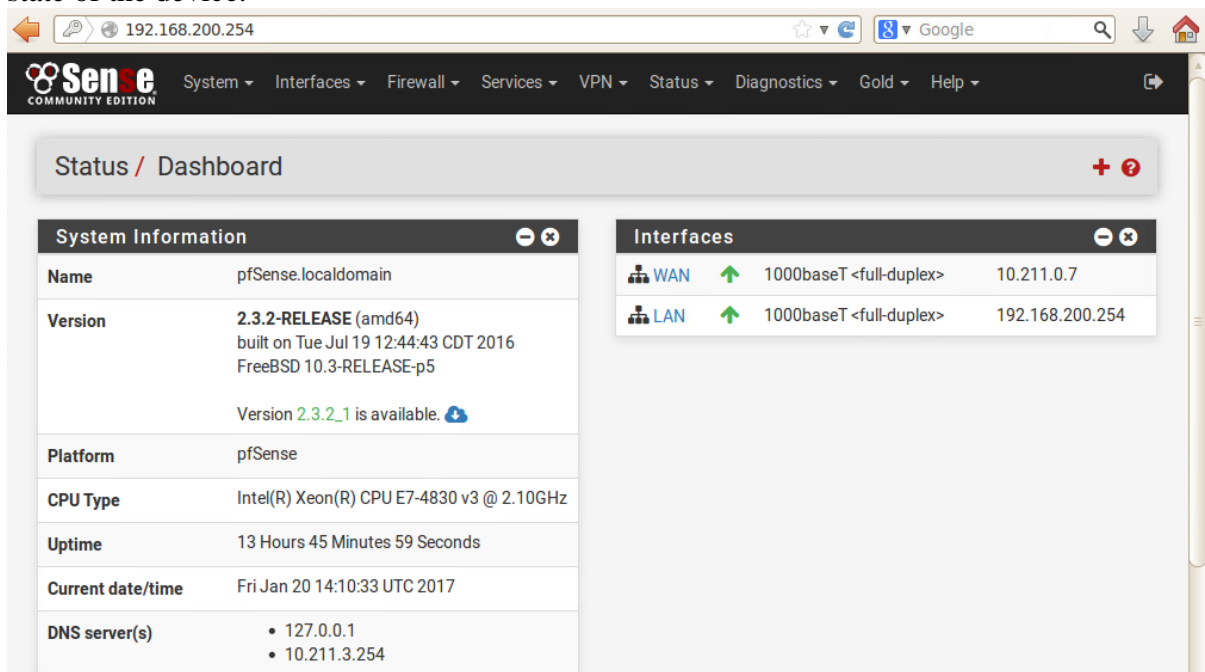 state of the device.
192.168.200.254
Google
Sense
COMMUNITY EDITION
System Interfaces Firewall Services VPN Status Diagnostics Gold Help
Status / Dashboard
System Information
Name pfSense.localdomain
Version 2.3.2-RELEASE (amd64)
built on Tue Jul 19 12:44:43 CDT 2016
FreeBSD 10.3-RELEASE-p5
Version 2.3.2_1 is available.
Platform pfSense
CPU Type Intel(R) Xeon(R) CPU E7-4830 v3 @ 2.10GHz
Uptime 13 Hours 45 Minutes 59 Seconds
Current date/time Fri Jan 20 14:10:33 UTC 2017
DNS server(s) • 127.0.0.1
• 10.211.3.254
Interfaces
WAN 1000baseT <full-duplex> 10.211.0.7
LAN 1000baseT <full-duplex> 192.168.200.254